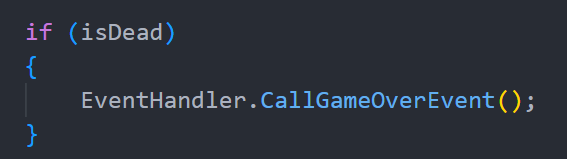 if (isDead)
{
    EventHandler.CallGameOverEvent();
}